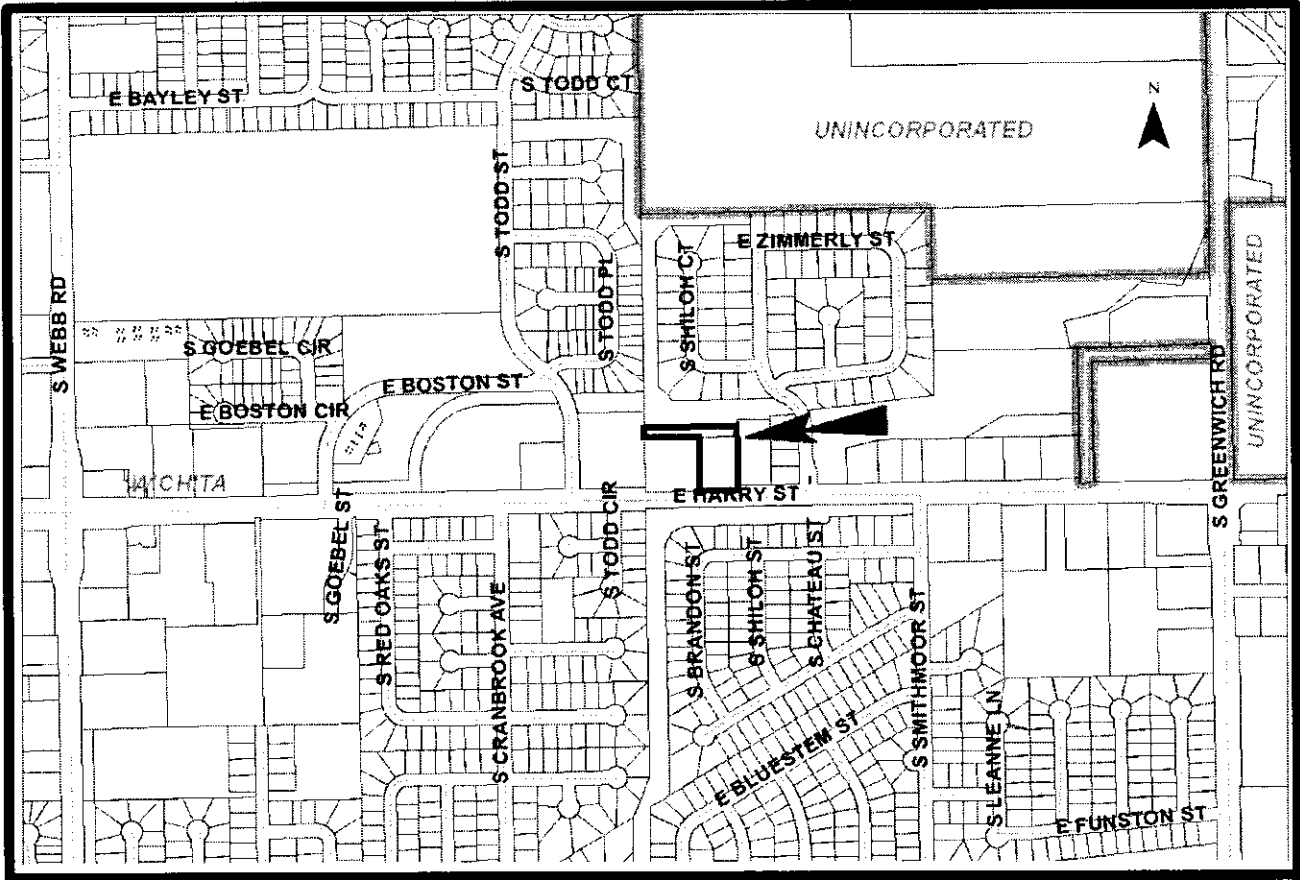 S TODD CT
E BAYLEY ST
N
UNINCORPORATED
S TODD ST
S TODD PL
S SHILOH CT
E ZIMMERLY ST
UNINCORPORATED
S WEBB RD
S GOEBEL CIR
E BOSTON ST
E BOSTON CIR
S GREENWICH RD
WICHITA
E HARRY ST
S GOEBEL ST
S RED OAKS ST
S CRANBROOK AVE
S TODD CIR
S BRANDON ST
S SHILOH ST
S CHATEAU ST
S SMITHMOOR ST
E BLUESTEM ST
S LEANNE LN
E FUNSTON ST